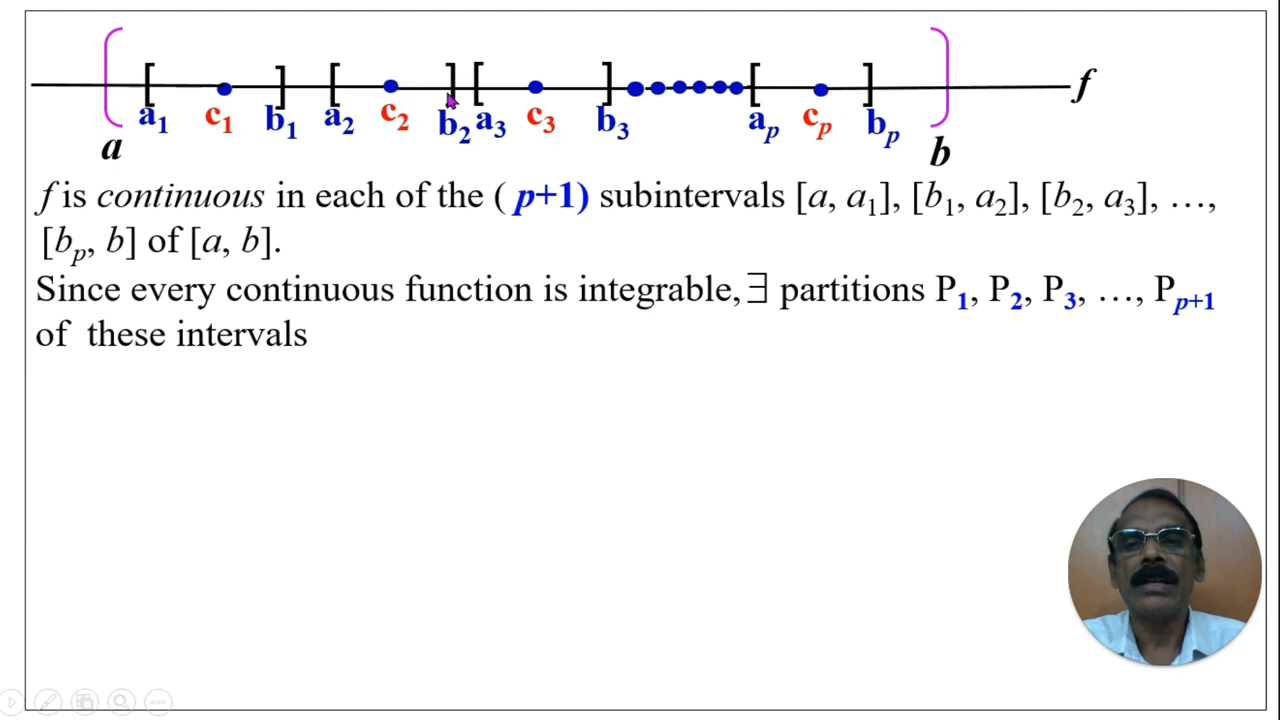 f
a₁ c₁ b₁ a₂ c₂ b₂ a₃ c₃ b₃ aₚ cₚ bₚ
a b
f is continuous in each of the ( p+1) subintervals [a, a₁], [b₁, a₂], [b₂, a₃], …,
[bₚ, b] of [a, b].
Since every continuous function is integrable, ∃ partitions P₁, P₂, P₃, …, Pₚ₊₁
of these intervals